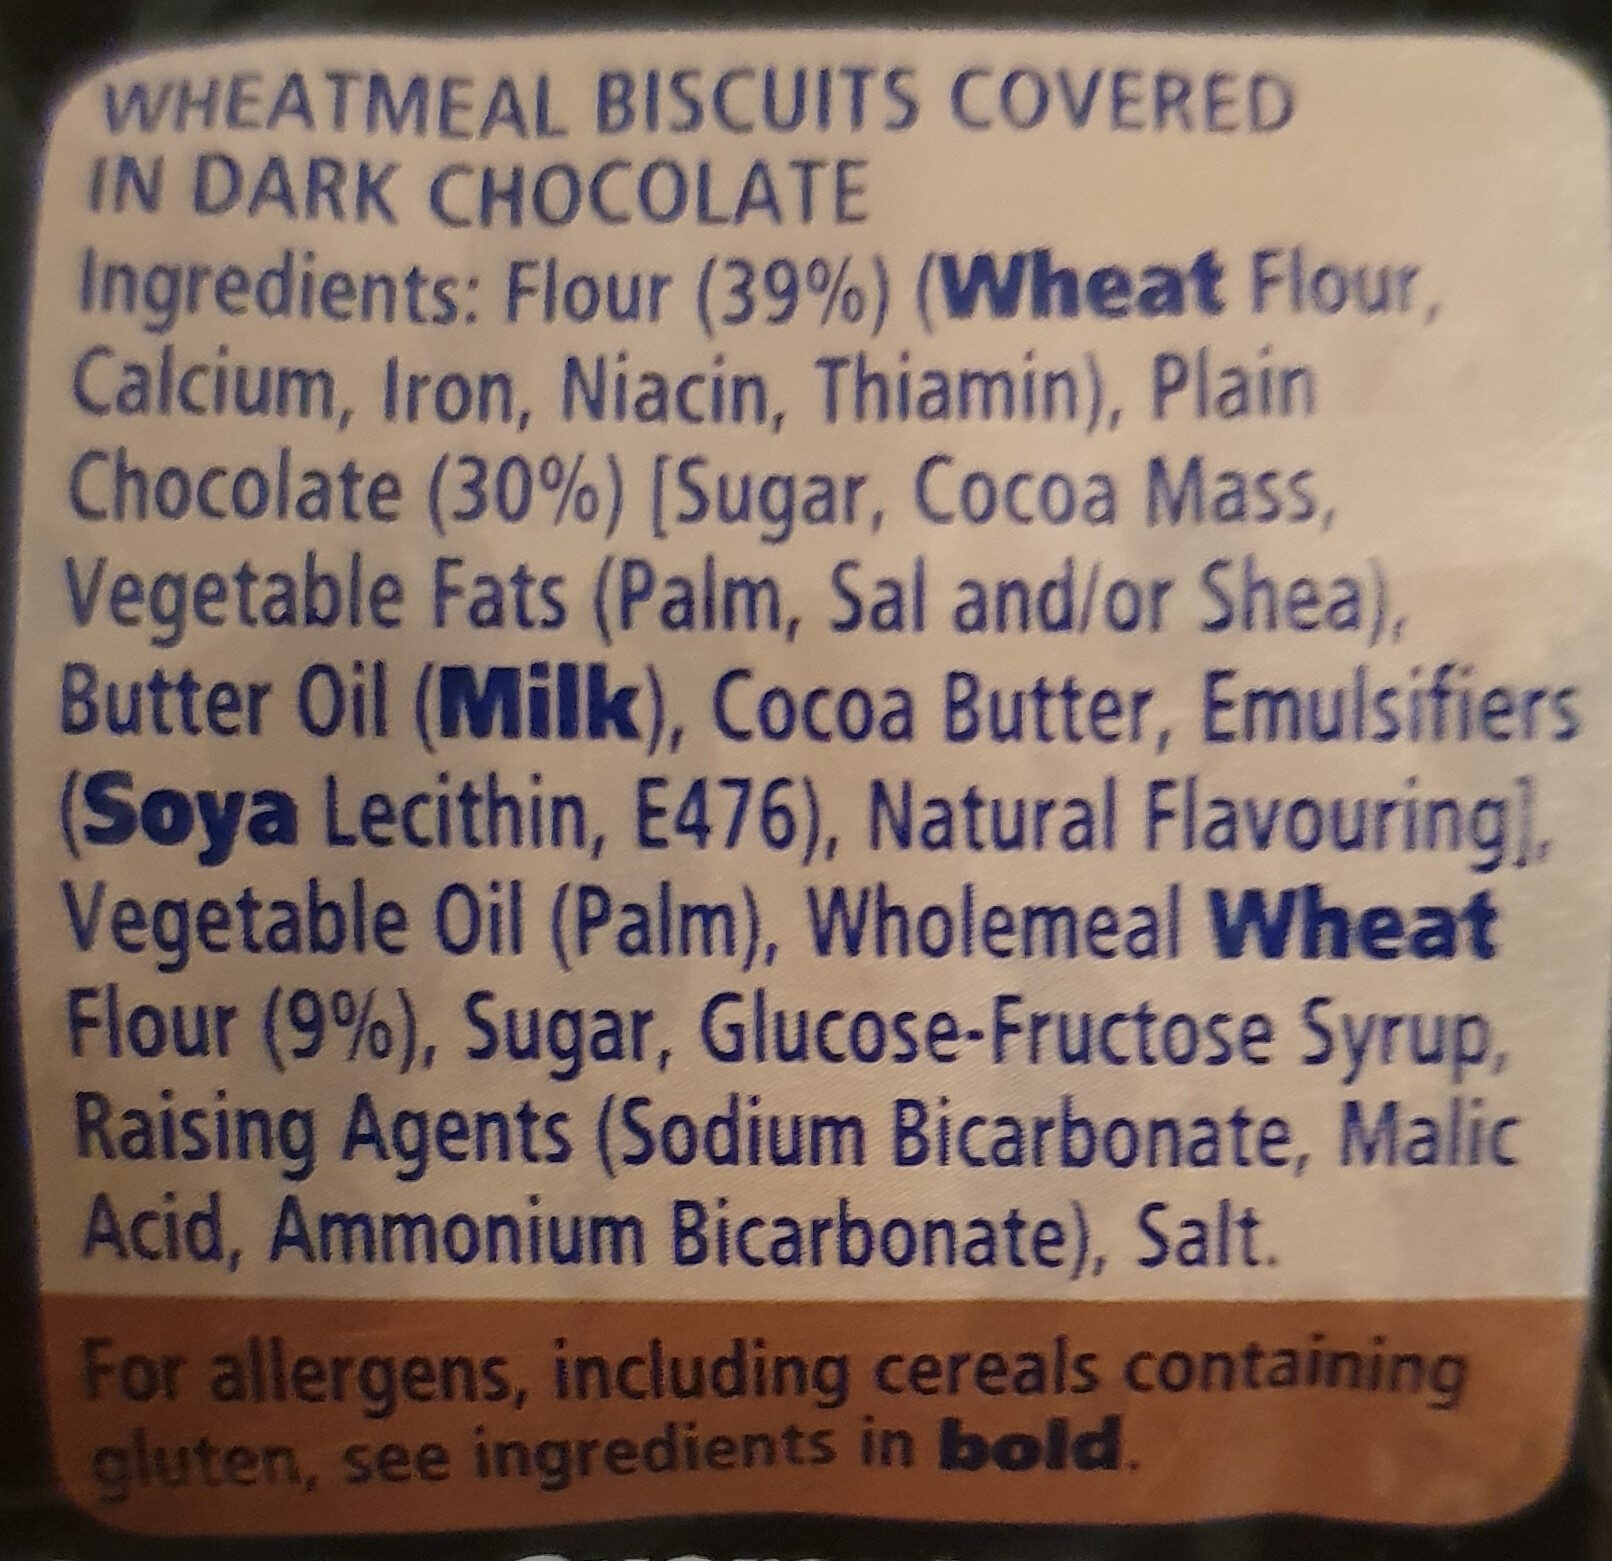 WHEATMEAL BISCUITS COVERED
IN DARK CHOCOLATE
Ingredients: Flour (39%) (Wheat Flour,
Calcium, Iron, Niacin, Thiamin), Plain
Chocolate (30%) [Sugar, Cocoa Mass,
Vegetable Fats (Palm, Sal and/or Shea),
Butter Oil (Milk), Cocoa Butter, Emulsifiers
(Soya Lecithin, E476), Natural Flavouring],
Vegetable Oil (Palm), Wholemeal Wheat
Flour (9%), Sugar, Glucose-Fructose Syrup,
Raising Agents (Sodium Bicarbonate, Malic
Acid, Ammonium Bicarbonate), Salt.
For allergens, including cereals containing
gluten, see ingredients in bold.